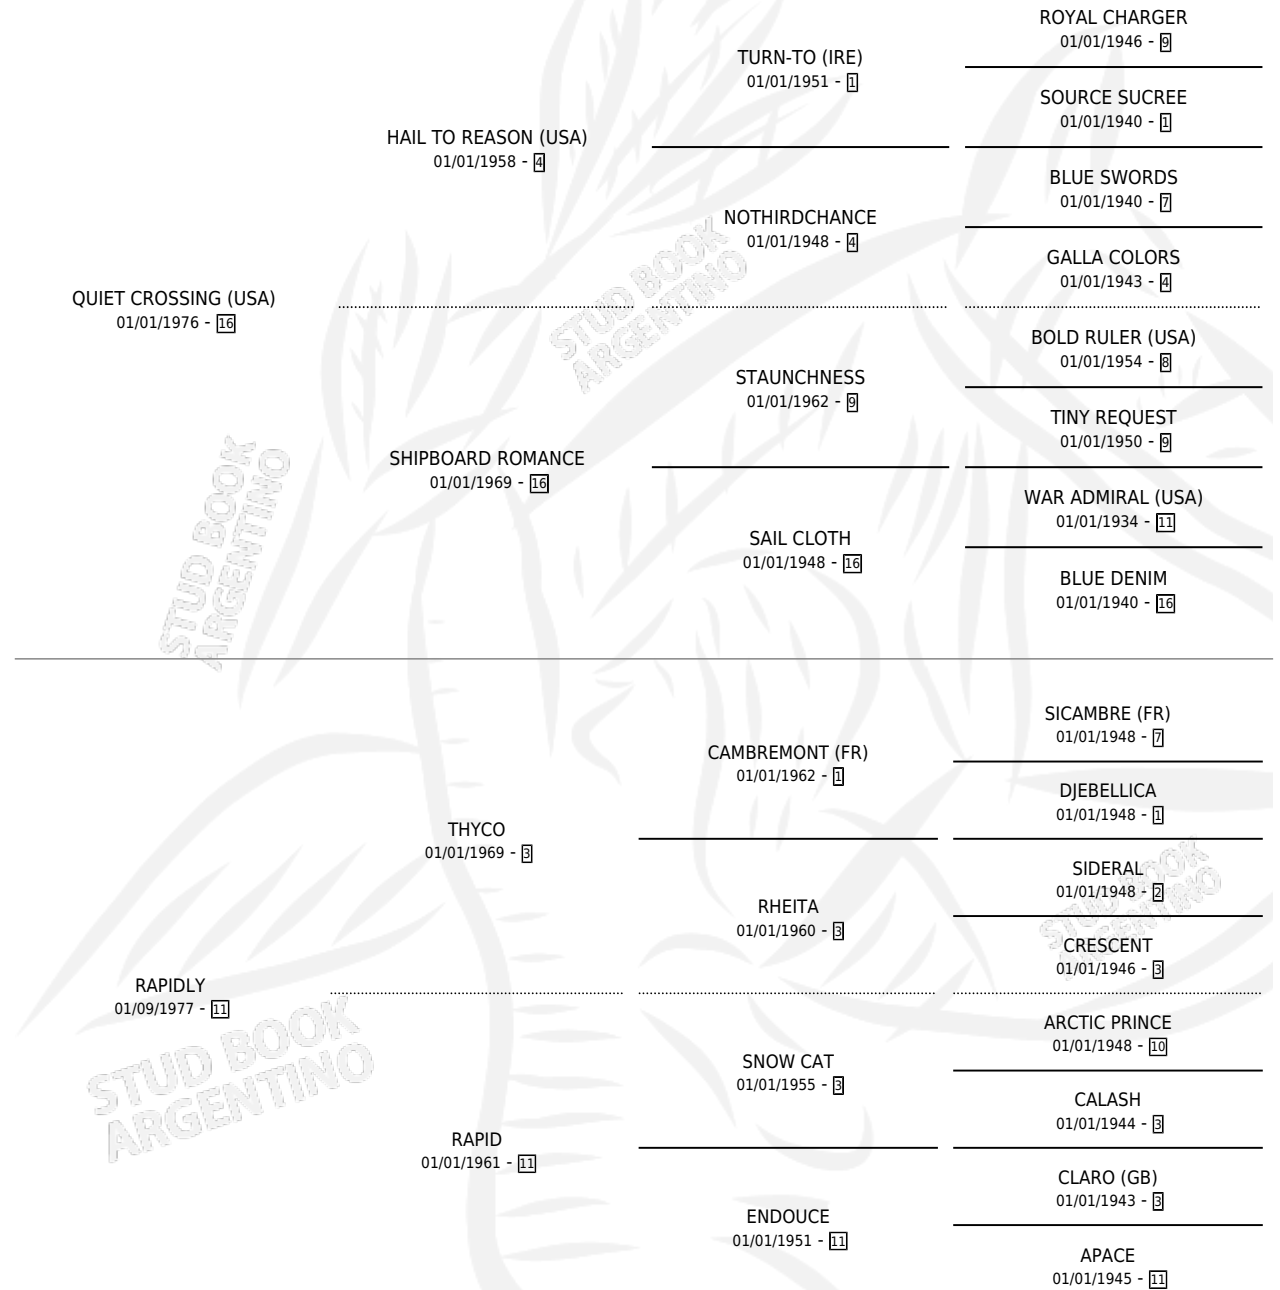 ROYAL CHARGER
01/01/1946 - 9
TURN-TO (IRE)
01/01/1951 - 1
SOURCE SUCREE
01/01/1940 - 1
HAIL TO REASON (USA)
01/01/1958 - 4
BLUE SWORDS
01/01/1940 - 7
NOTHIRDCHANCE
01/01/1948 - 4
GALLA COLORS
01/01/1943 - 4
QUIET CROSSING (USA)
01/01/1976 - 16
STUD BOOK
ARGENTINO
BOLD RULER (USA)
01/01/1954 - 8
STAUNCHNESS
01/01/1962 - 9
TINY REQUEST
01/01/1950 - 9
SHIPBOARD ROMANCE
01/01/1969 - 16
WAR ADMIRAL (USA)
01/01/1934 - 11
SAIL CLOTH
01/01/1948 - 16
BLUE DENIM
01/01/1940 - 16
STUD BOOK
ARGENTINO
SICAMBRE (FR)
01/01/1948 - 7
CAMBREMONT (FR)
01/01/1962 - 1
DJEBELLICA
01/01/1948 - 1
THYCO
01/01/1969 - 3
SIDERAL
01/01/1948 - 2
RHEITA
01/01/1960 - 3
CRESCENT
01/01/1946 - 3
STUD BOOK
ARGENTINO
RAPIDLY
01/09/1977 - 11
ARCTIC PRINCE
01/01/1948 - 10
SNOW CAT
01/01/1955 - 3
CALASH
01/01/1944 - 3
STUD BOOK
ARGENTINO
RAPID
01/01/1961 - 11
CLARO (GB)
01/01/1943 - 3
ENDOUCE
01/01/1951 - 11
APACE
01/01/1945 - 11